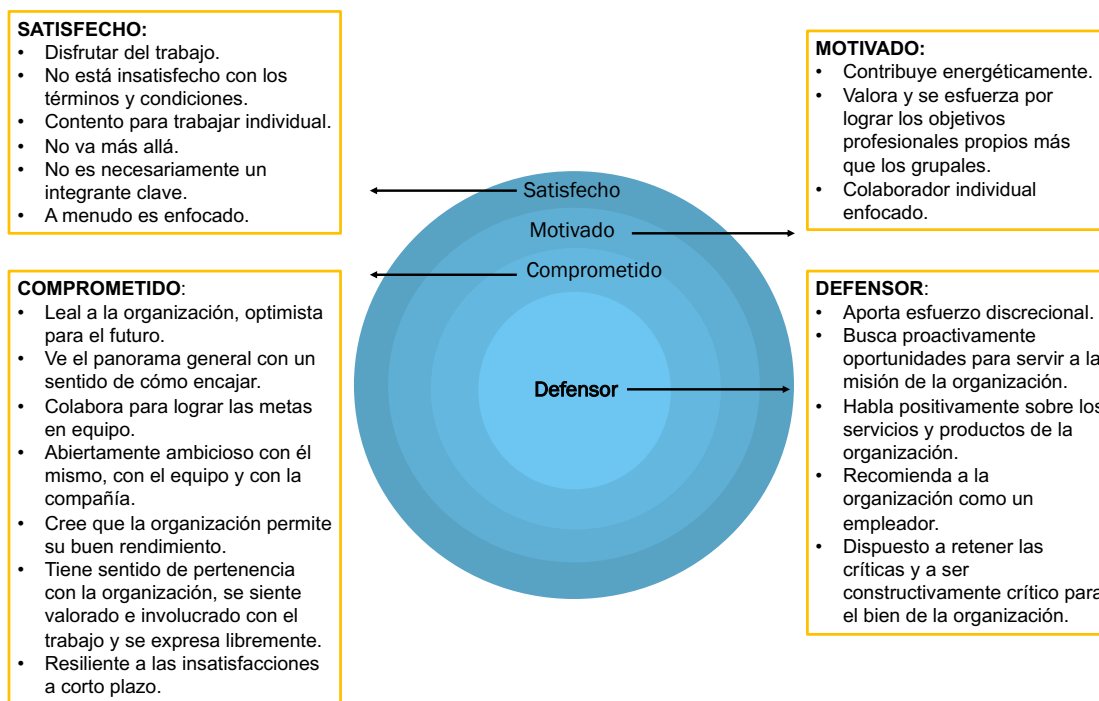 SATISFECHO:
• Disfrutar del trabajo.
• No está insatisfecho con los
términos y condiciones.
• Contento para trabajar individual.
• No va más allá.
• No es necesariamente un
integrante clave.
• A menudo es enfocado.
MOTIVADO:
• Contribuye energéticamente.
• Valora y se esfuerza por
lograr los objetivos
profesionales propios más
que los grupales.
• Colaborador individual
enfocado.
Satisfecho
Motivado
Comprometido
Defensor
COMPROMETIDO:
• Leal a la organización, optimista
para el futuro.
• Ve el panorama general con un
sentido de cómo encajar.
• Colabora para lograr las metas
en equipo.
• Abiertamente ambicioso con él
mismo, con el equipo y con la
compañía.
• Cree que la organización permite
su buen rendimiento.
• Tiene sentido de pertenencia
con la organización, se siente
valorado e involucrado con el
trabajo y se expresa libremente.
• Resiliente a las insatisfacciones
a corto plazo.
DEFENSOR:
• Aporta esfuerzo discrecional.
• Busca proactivamente
oportunidades para servir a la
misión de la organización.
• Habla positivamente sobre los
servicios y productos de la
organización.
• Recomienda a la
organización como un
empleador.
• Dispuesto a retener las
críticas y a ser
constructivamente crítico para
el bien de la organización.